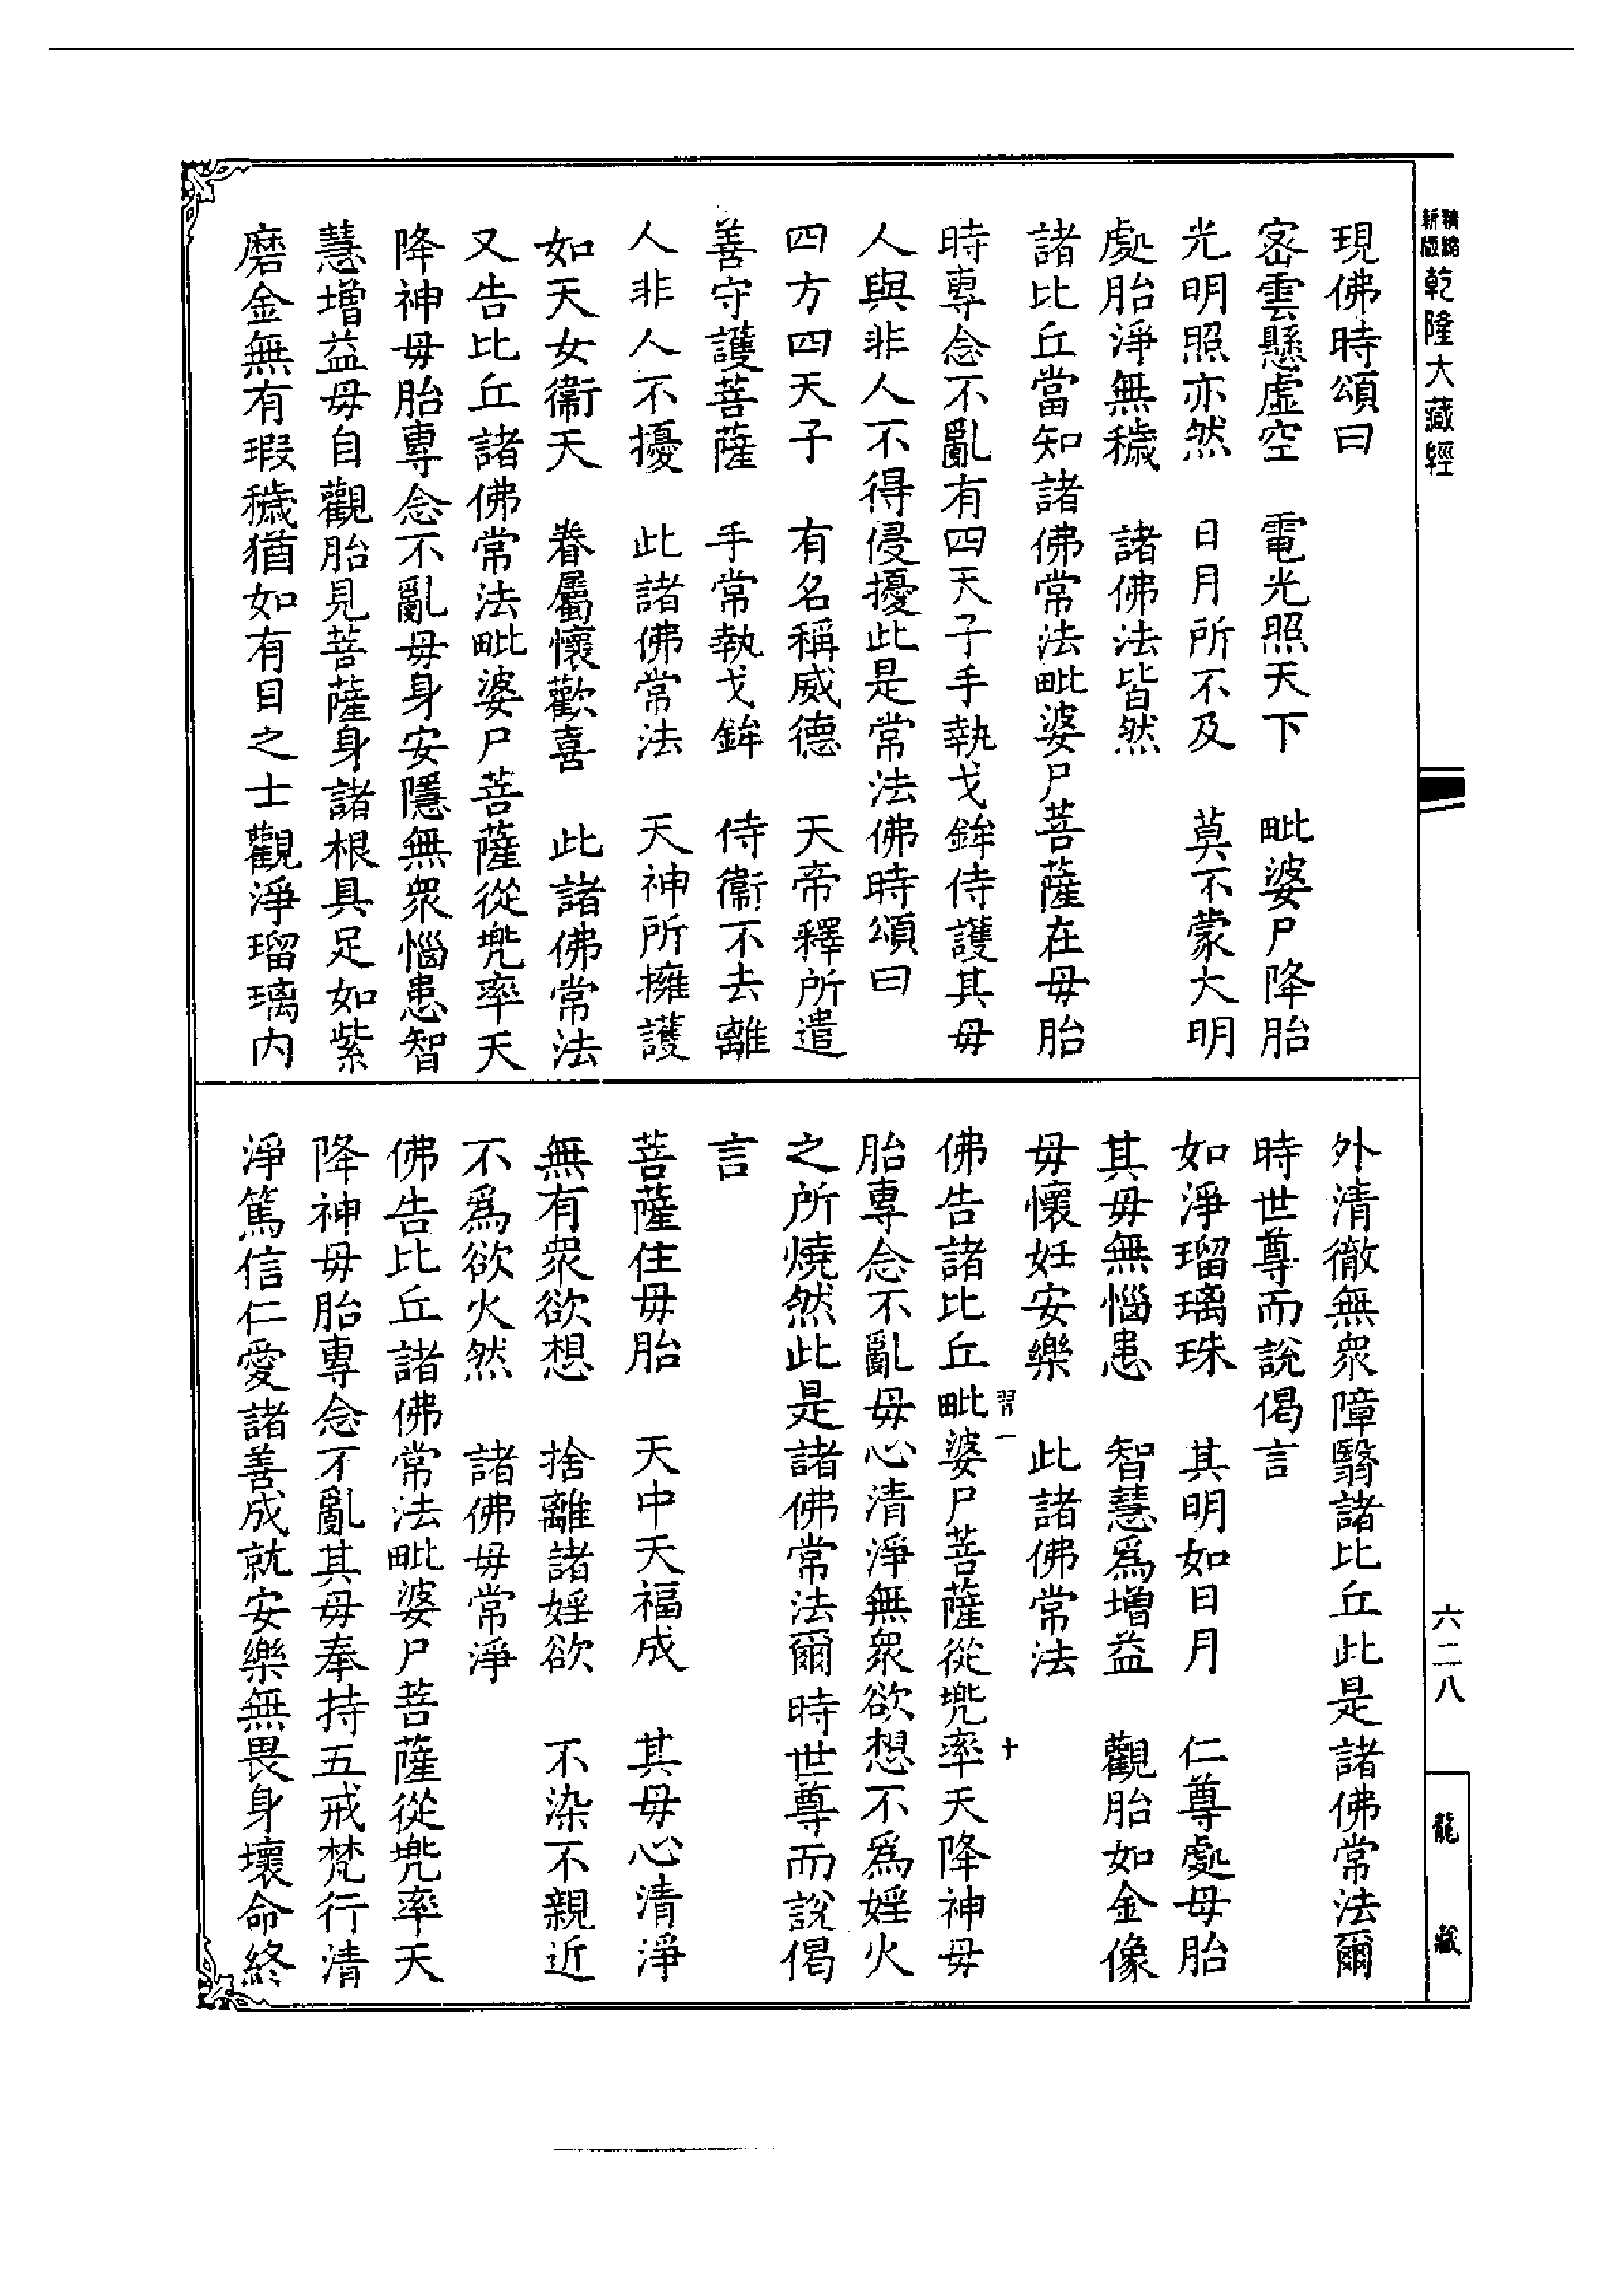 新版精縮乾隆大藏經
現佛時頌曰
密雲懸虛空　電光照天下　毗婆尸降胎
光明照亦然　日月所不及　莫不蒙大明
處胎淨無穢　諸佛法皆然
諸比丘當知諸佛常法毗婆尸菩薩在母胎
時專念不亂有四天子手執戈鉾侍護其母
人與非人不得侵擾此是常法佛時頌曰
四方四天子　有名稱威德　天帝釋所遣
善守護菩薩　手常執戈鉾　侍衞不去離
人非人不擾　此諸佛常法　天神所擁護
如天女衞天　眷屬懷歡喜　此諸佛常法
又告比丘諸佛常法毗婆尸菩薩從兠率天
降神母胎專念不亂母身安隱無衆惱患智
慧增益母自觀胎見菩薩身諸根具足如紫
磨金無有瑕穢猶如有目之士觀淨瑠璃內
外清徹無衆障翳諸比丘此是諸佛常法爾
時世尊而說偈言
如淨瑠璃珠　其明如日月　仁尊處母胎
其母無惱患　智慧爲增益　觀胎如金像
母懷妊安樂　此諸佛常法
佛告諸比丘毗婆尸菩薩從兠率天降神母
胎專念不亂母心清淨無衆欲想不爲婬火
之所燒然此是諸佛常法爾時世尊而說偈
言
菩薩住母胎　天中天福成　其母心清淨
無有衆欲想　捨離諸婬欲　不染不親近
不爲欲火然　諸佛母常淨
佛告比丘諸佛常法毗婆尸菩薩從兠率天
降神母胎專念不亂其母奉持五戒梵行清
淨篤信仁愛諸善成就安樂無畏身壞命終
習一
十
六二八
龍藏